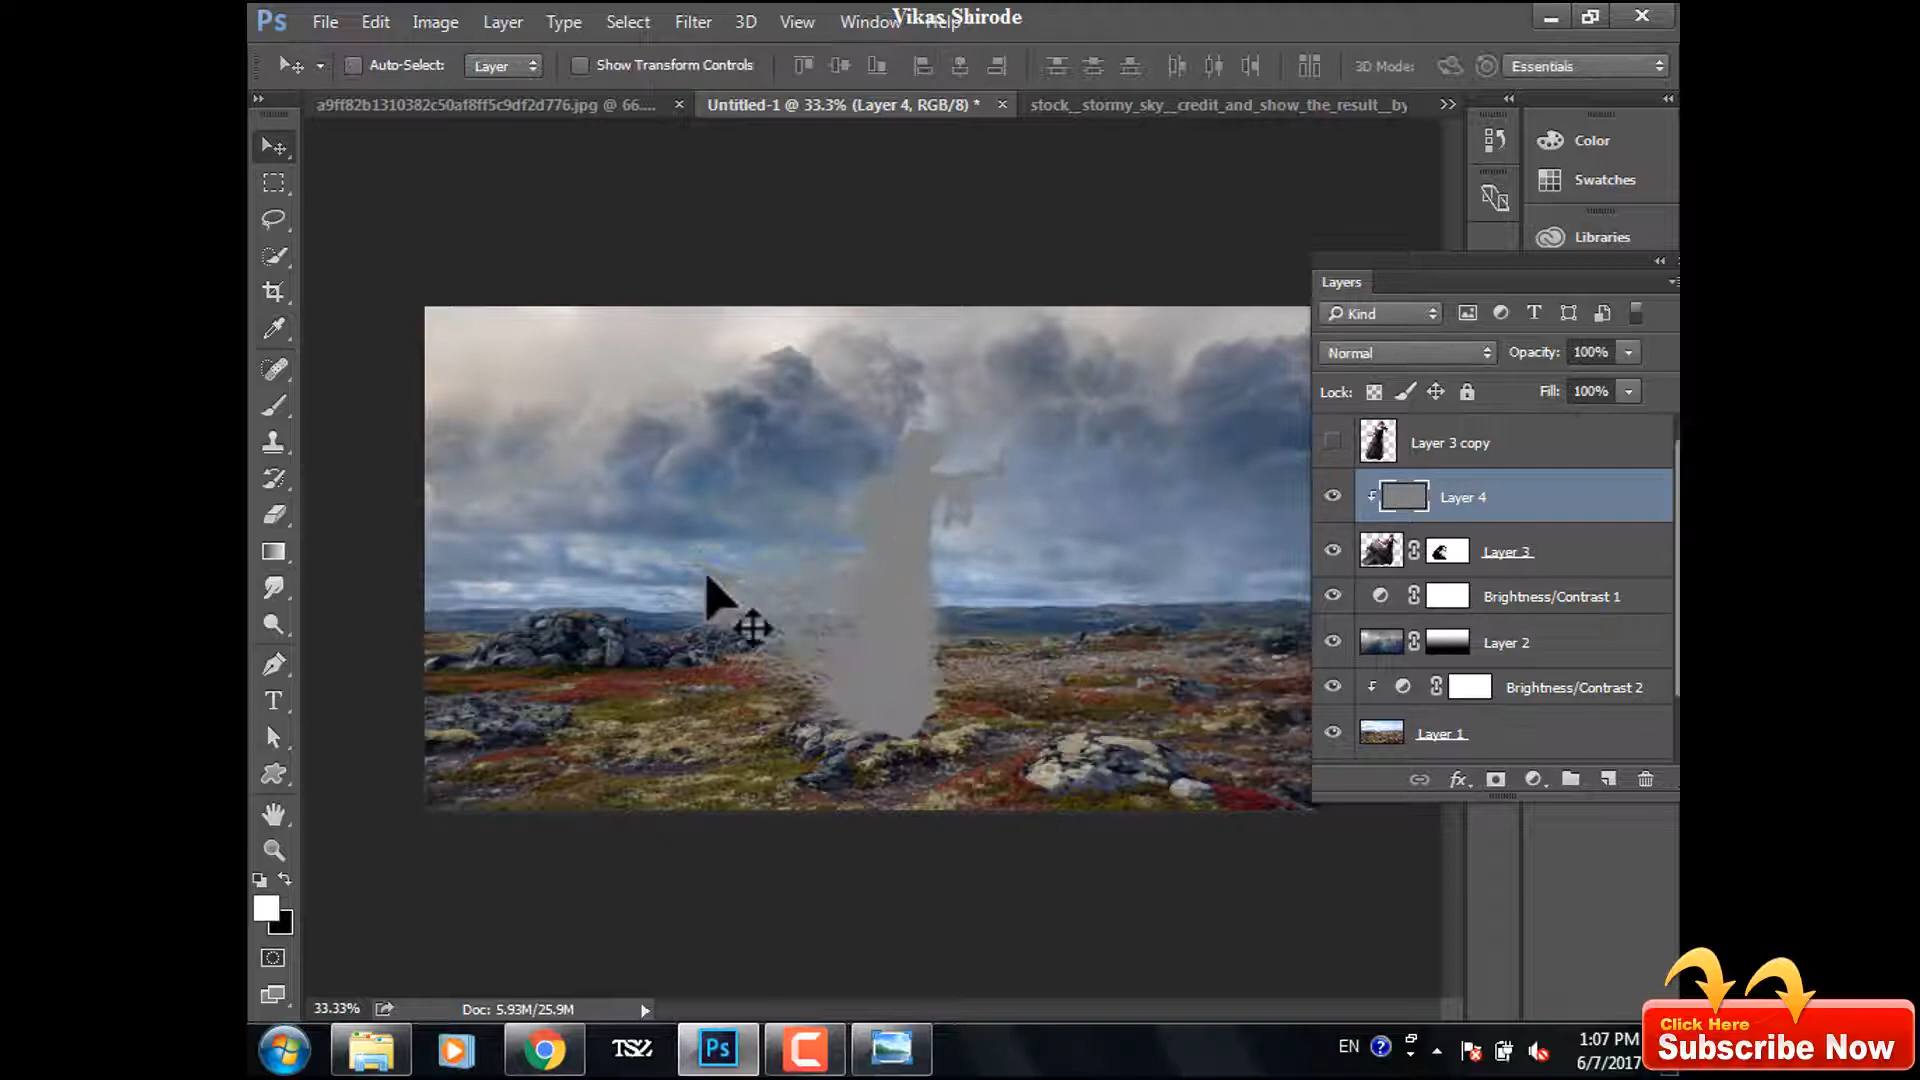 Ps File Edit Image Layer Type Select Filter 3D View Window Help
Vikas Shirode
Auto-Select: Layer Show Transform Controls 3D Mode: Essentials
a9ff82b1310382c50af8ff5c9df2d776.jpg @ 66.... Untitled-1 @ 33.3% (Layer 4, RGB/8) * stock__stormy_sky__credit_and_show_the_result__by
Color
Swatches
Libraries
Layers
Kind
Normal Opacity: 100%
Lock: Fill: 100%
Layer 3 copy
Layer 4
Layer 3
Brightness/Contrast 1
Layer 2
Brightness/Contrast 2
Layer 1
fx
33.33% Doc: 5.93M/25.9M
Ps
EN 1:07 PM
6/7/2017
Click Here
Subscribe Now